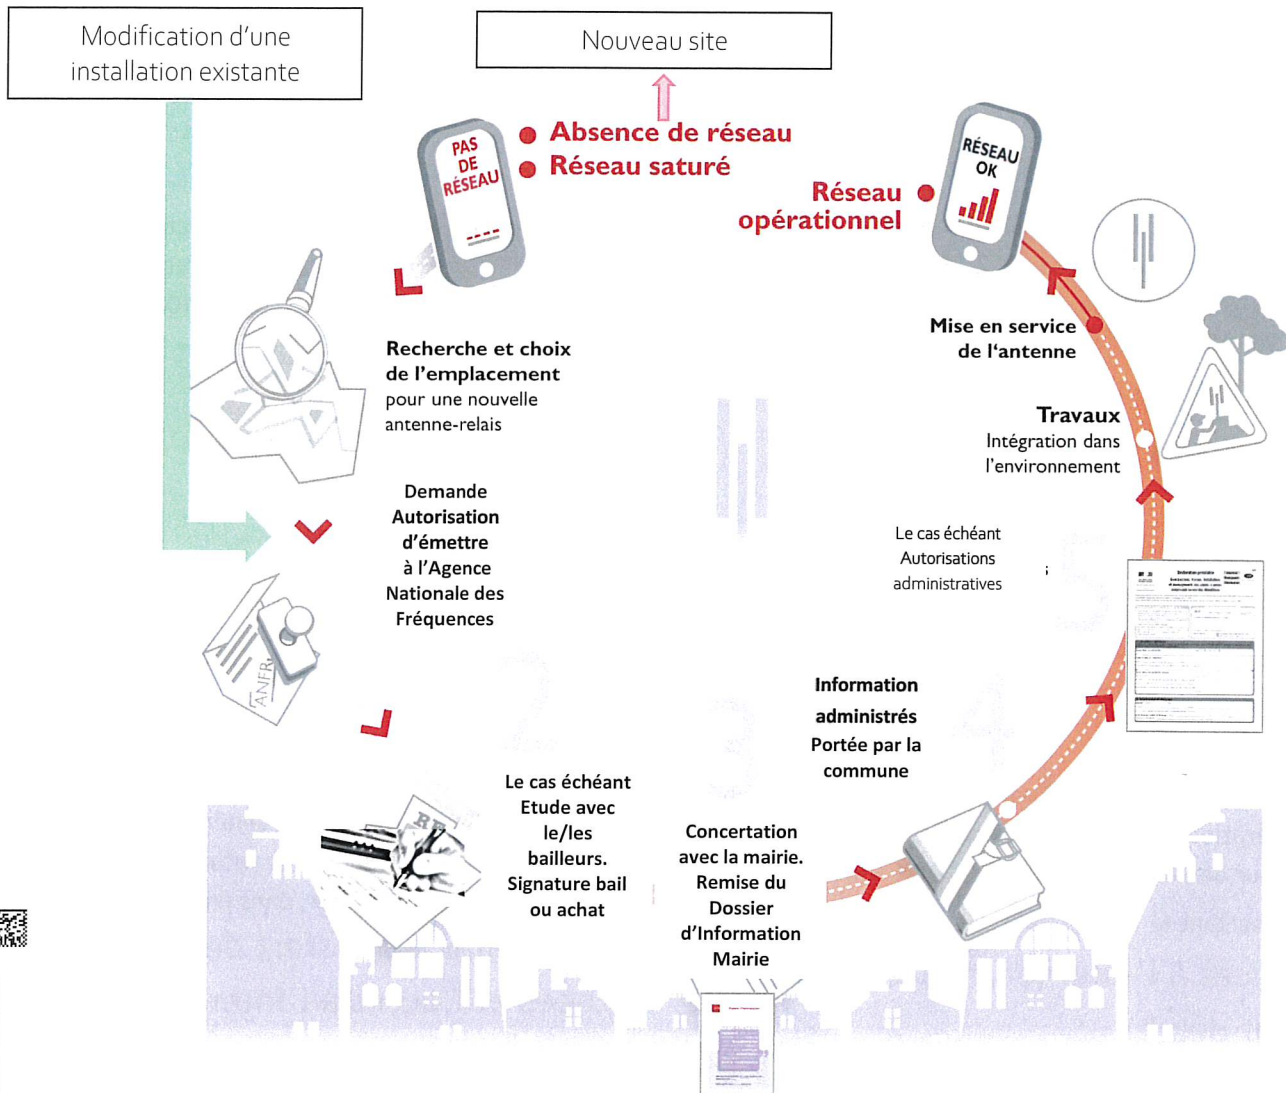 Modification d'une
installation existante
Nouveau site
Absence de réseau
Réseau saturé
PAS
DE
RÉSEAU
RÉSEAU
OK
Réseau
opérationnel
Recherche et choix
de l'emplacement
pour une nouvelle
antenne-relais
Mise en service
de l'antenne
Travaux
Intégration dans
l'environnement
Demande
Autorisation
d'émettre
à l'Agence
Nationale des
Fréquences
ANFR
Le cas échéant
Autorisations
administratives
;
5
Information
administrés
Portée par la
commune
4
2
3
Le cas échéant
Etude avec
le/les
bailleurs.
Signature bail
ou achat
Concertation
avec la mairie.
Remise du
Dossier
d'Information
Mairie